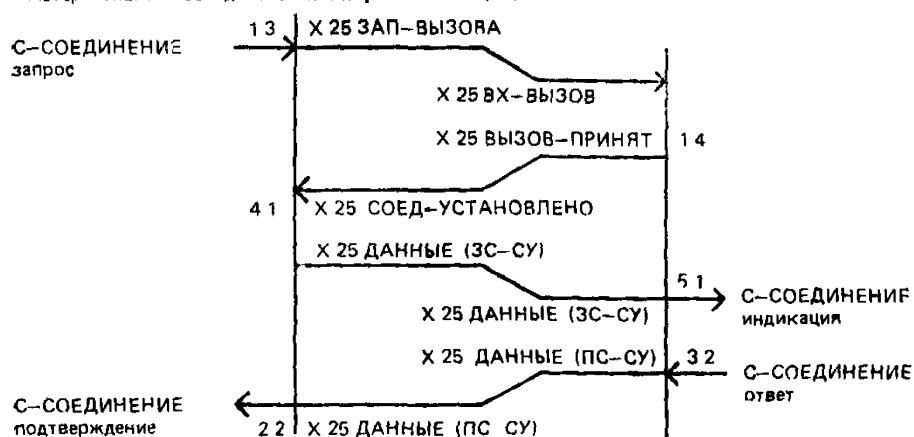 1 3 X 25 ЗАП–ВЫЗОВА
С–СОЕДИНЕНИЕ
запрос
X 25 ВХ–ВЫЗОВ
X 25 ВЫЗОВ–ПРИНЯТ 1 4
4 1 X 25 СОЕД–УСТАНОВЛЕНО
X 25 ДАННЫЕ (ЗС–СУ)
5 1
С–СОЕДИНЕНИЕ
индикация
X 25 ДАННЫЕ (ЗС–СУ)
X 25 ДАННЫЕ (ПС–СУ) 3 2
С–СОЕДИНЕНИЕ
ответ
С–СОЕДИНЕНИЕ
подтверждение
2 2 X 25 ДАННЫЕ (ПС СУ)